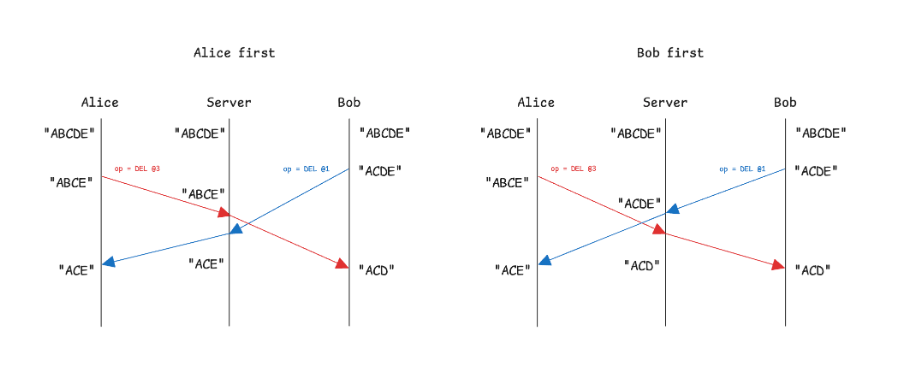 Alice first
Alice Server Bob
"ABCDE" "ABCDE" "ABCDE"
op = DEL @3 op = DEL @1 "ACDE"
"ABCE"
"ABCE"
"ACE" "ACE" "ACD"
Bob first
Alice Server Bob
"ABCDE" "ABCDE" "ABCDE"
op = DEL @3 op = DEL @1 "ACDE"
"ABCE"
"ACDE"
"ACE" "ACD" "ACD"